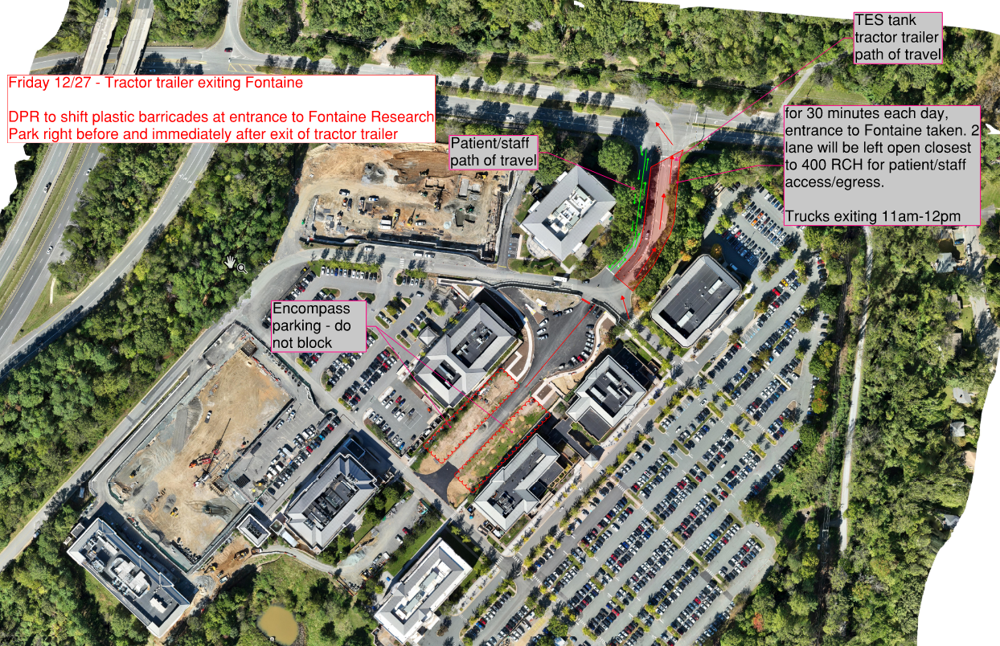 TES tank
tractor trailer
path of travel
Friday 12/27 - Tractor trailer exiting Fontaine
DPR to shift plastic barricades at entrance to Fontaine Research
Park right before and immediately after exit of tractor trailer
for 30 minutes each day,
entrance to Fontaine taken. 2
lane will be left open closest
to 400 RCH for patient/staff
access/egress.
Trucks exiting 11am-12pm
Patient/staff
path of travel
Encompass
parking - do
not block